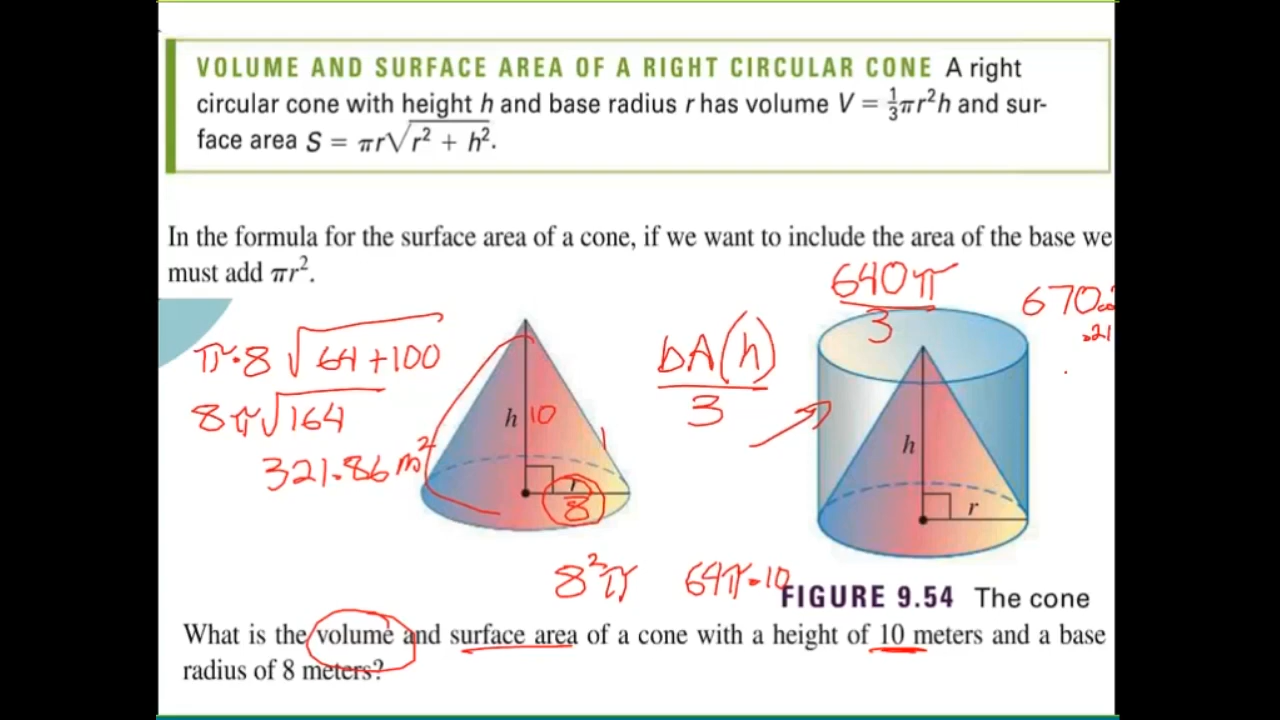 VOLUME AND SURFACE AREA OF A RIGHT CIRCULAR CONE A right
circular cone with height h and base radius r has volume V = 1/3πr²h and sur-
face area S = πr√(r² + h²).
In the formula for the surface area of a cone, if we want to include the area of the base we
must add πr².
640π/3
670
.21
π·8√(64+100)
8π√164
321.86 m²
h 10
r
8
bA(h)/3
h
r
8²π
64π·10
FIGURE 9.54 The cone
What is the volume and surface area of a cone with a height of 10 meters and a base
radius of 8 meters?